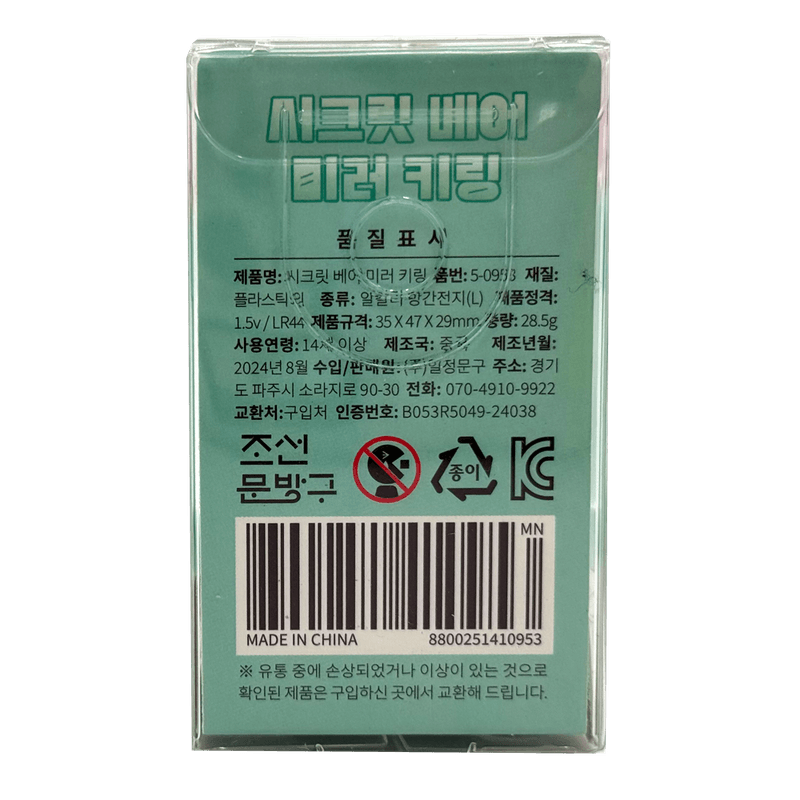 시크릿 베어
미러 키링
품질표시
제품명: 시크릿 베어 미러 키링 품번: 5-0953 재질:
플라스틱외 종류: 알칼리 망간전지(L) 제품정격:
1.5v / LR44 제품규격: 35 X 47 X 29mm 중량: 28.5g
사용연령: 14세 이상 제조국: 중국 제조년월:
2024년 8월 수입/판매원: (주)일정문구 주소: 경기
도 파주시 소라지로 90-30 전화: 070-4910-9922
교환처:구입처 인증번호: B053R5049-24038
조선
문방구
종이
MN
MADE IN CHINA 8800251410953
※ 유통 중에 손상되었거나 이상이 있는 것으로
확인된 제품은 구입하신 곳에서 교환해 드립니다.